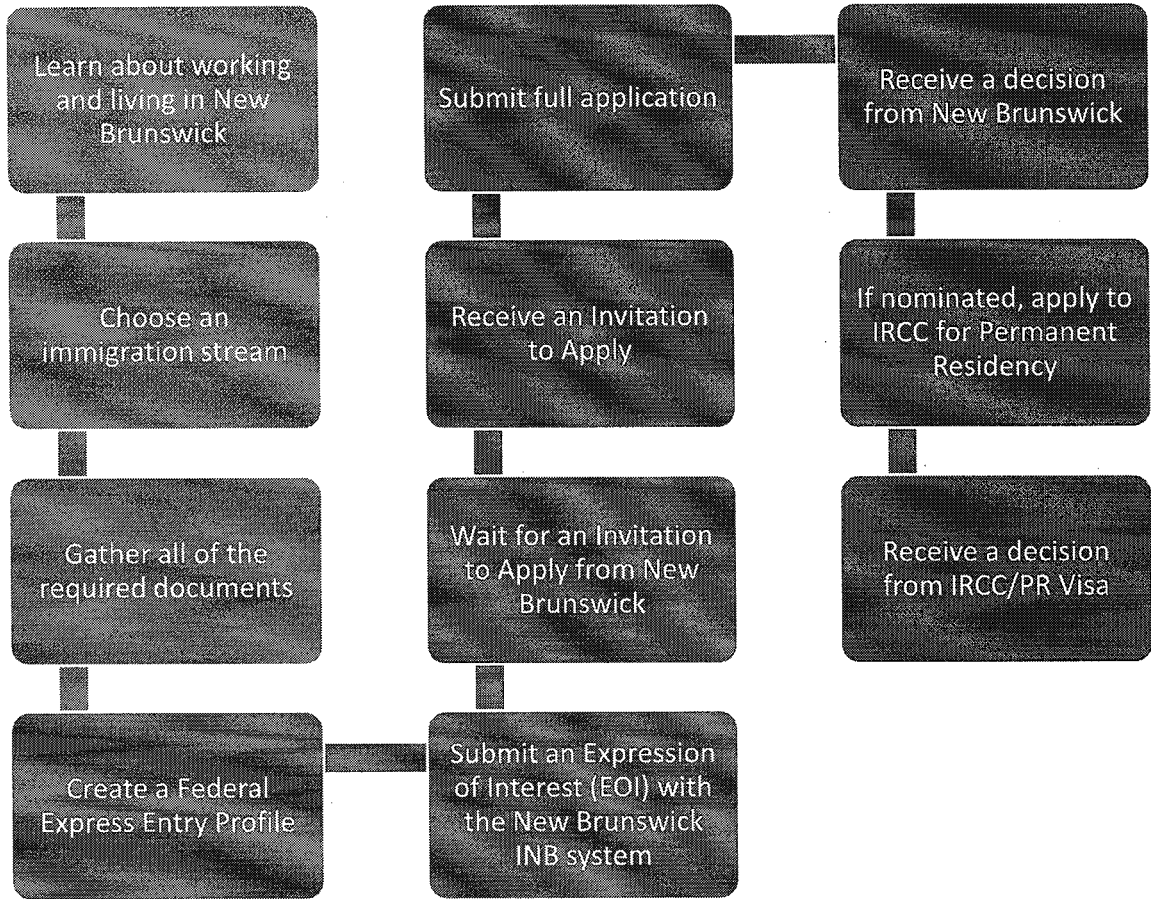 Learn about working
and living in New
Brunswick
Choose an
immigration stream
Gather all of the
required documents
Create a Federal
Express Entry Profile
Submit an Expression
of Interest (EOI) with
the New Brunswick
INB system
Wait for an Invitation
to Apply from New
Brunswick
Receive an Invitation
to Apply
Submit full application
Receive a decision
from New Brunswick
If nominated, apply to
IRCC for Permanent
Residency
Receive a decision
from IRCC/PR Visa